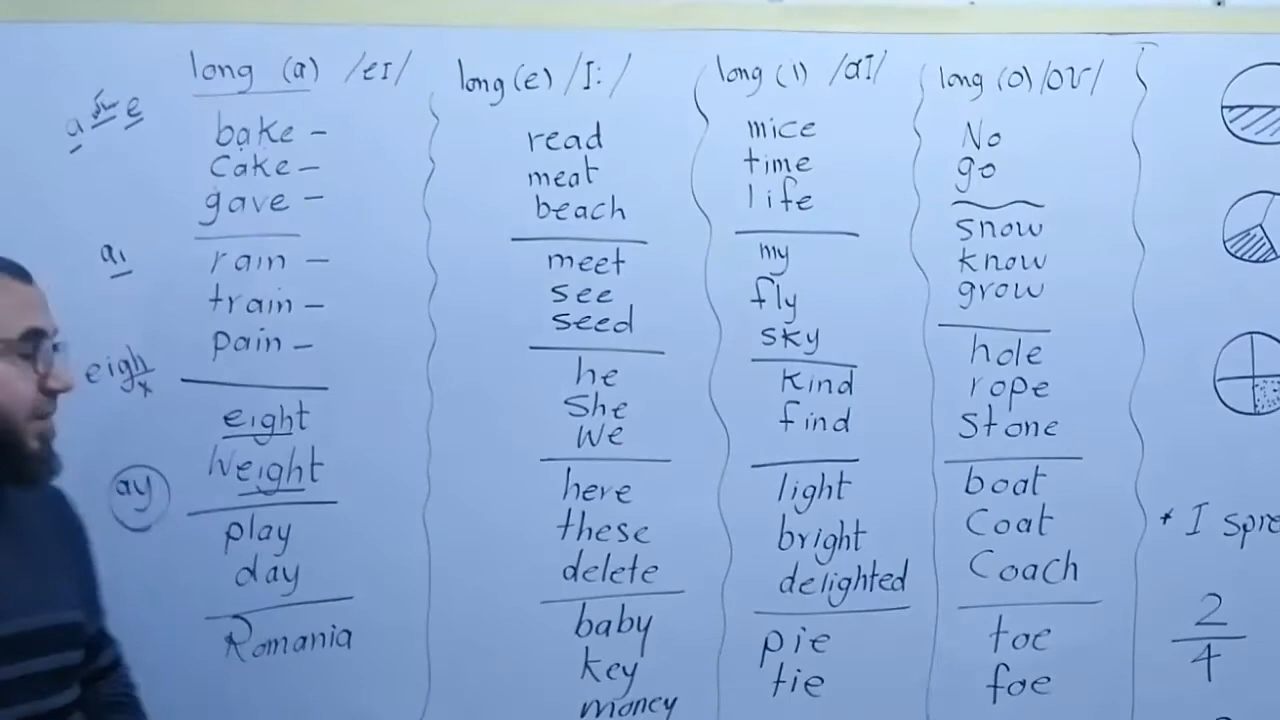 long (a) /eɪ/
a e
bake -
cake -
gave -
ai
rain -
train -
pain -
eigh
eight
weight
ay
play
day
Romania
long (e) /I: /
read
meat
beach
meet
see
seed
he
she
we
here
these
delete
baby
key
money
long (i) /aI/
mice
time
life
my
fly
sky
kind
find
light
bright
delighted
pie
tie
long (o) /oʊ/
No
go
snow
know
grow
hole
rope
stone
boat
coat
Coach
toe
foe
* I spre
2
4